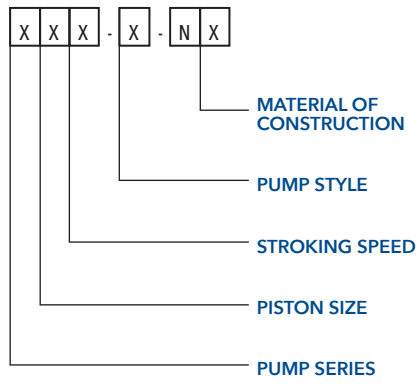 X X X - X - N X
MATERIAL OF
CONSTRUCTION
PUMP STYLE
STROKING SPEED
PISTON SIZE
PUMP SERIES